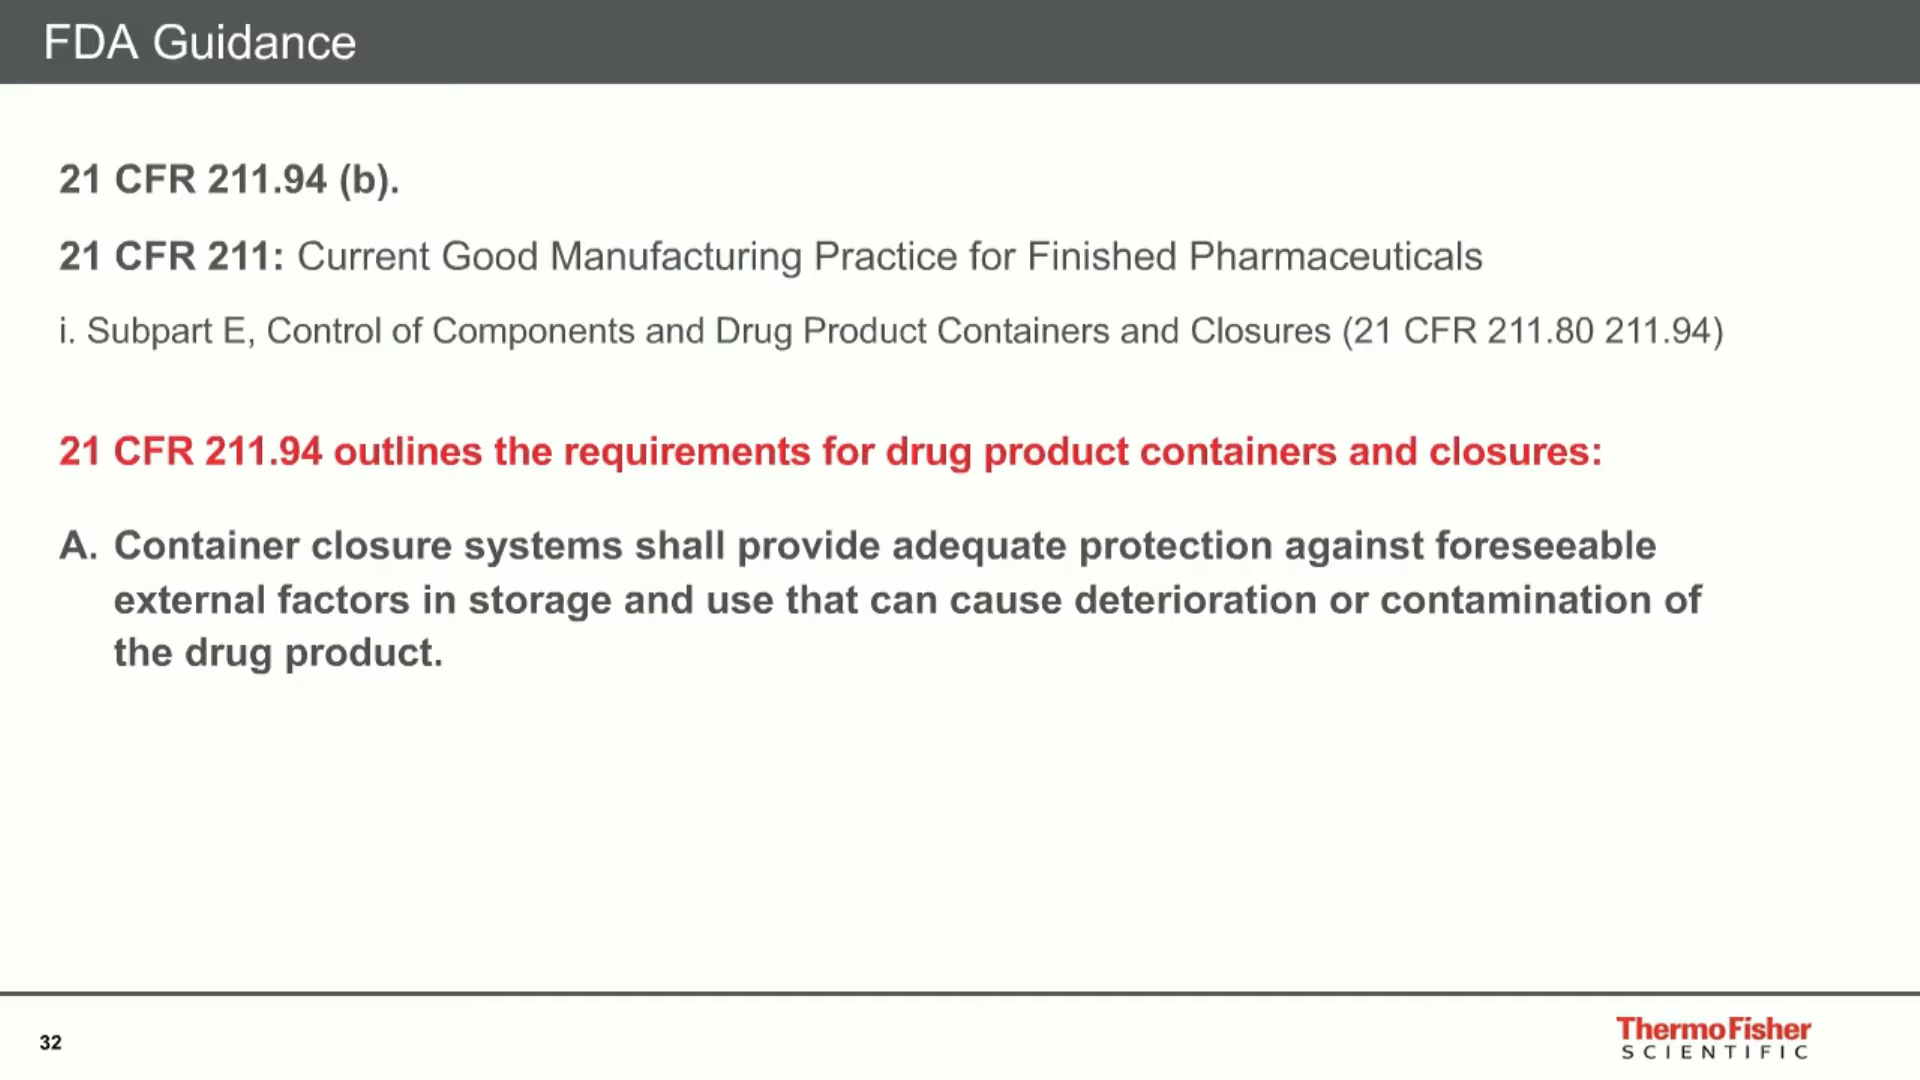 FDA Guidance
21 CFR 211.94 (b).
21 CFR 211: Current Good Manufacturing Practice for Finished Pharmaceuticals
i. Subpart E, Control of Components and Drug Product Containers and Closures (21 CFR 211.80 211.94)
21 CFR 211.94 outlines the requirements for drug product containers and closures:
A. Container closure systems shall provide adequate protection against foreseeable
external factors in storage and use that can cause deterioration or contamination of
the drug product.
32
ThermoFisher
SCIENTIFIC